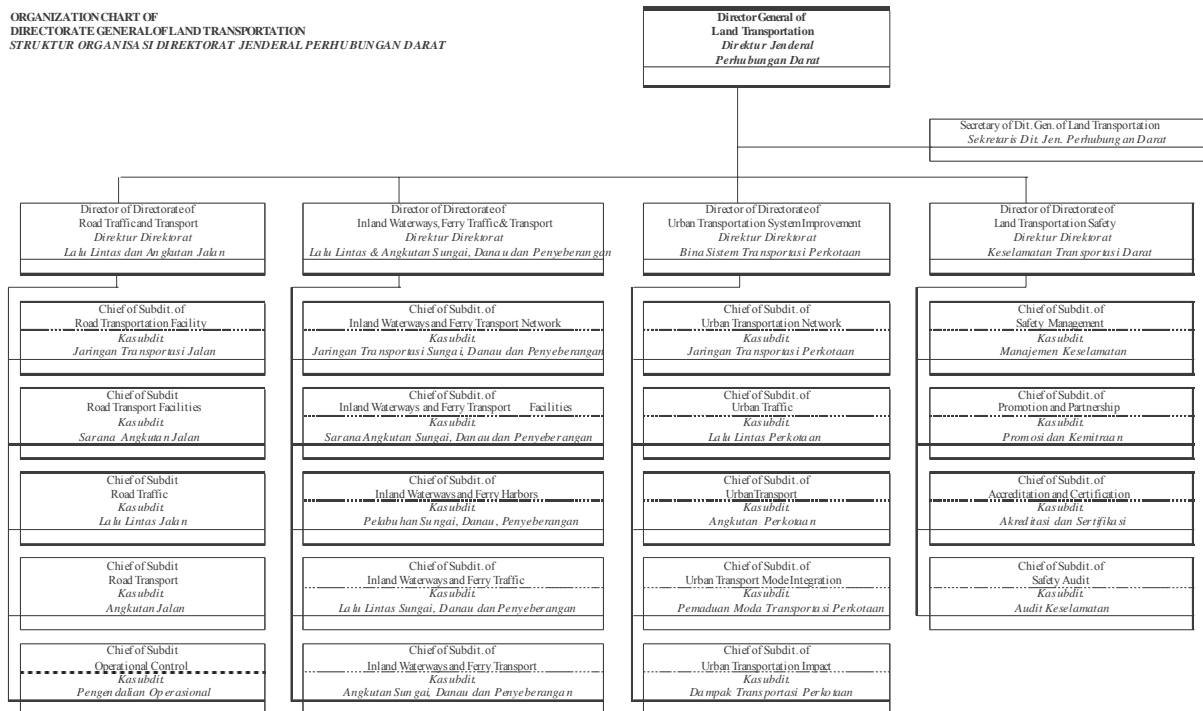 ORGANIZATION CHART OF
DIRECTORATE GENERAL OF LAND TRANSPORTATION
STRUKTUR ORGANISASI DIREKTORAT JENDERAL PERHUBUNGAN DARAT
Director General of
Land Transportation
Direktur Jenderal
Perhubungan Darat
Secretary of Dit. Gen. of Land Transportation
Sekretaris Dit. Jen. Perhubungan Darat
Director of Directorate of
Road Traffic and Transport
Direktur Direktorat
Lalu Lintas dan Angkutan Jalan
Director of Directorate of
Inland Waterways, Ferry Traffic & Transport
Direktur Direktorat
Lalu Lintas & Angkutan Sungai, Danau dan Penyeberangan
Director of Directorate of
Urban Transportation System Improvement
Direktur Direktorat
Bina Sistem Transportasi Perkotaan
Director of Directorate of
Land Transportation Safety
Direktur Direktorat
Keselamatan Transportasi Darat
Chief of Subdit. of
Road Transportation Facility
Kasubdit.
Jaringan Transportasi Jalan
Chief of Subdit. of
Inland Waterways and Ferry Transport Network
Kasubdit.
Jaringan Transportasi Sungai, Danau dan Penyeberangan
Chief of Subdit. of
Urban Transportation Network
Kasubdit.
Jaringan Transportasi Perkotaan
Chief of Subdit. of
Safety Management
Kasubdit.
Manajemen Keselamatan
Chief of Subdit
Road Transport Facilities
Kasubdit
Sarana Angkutan Jalan
Chief of Subdit. of
Inland Waterways and Ferry Transport Facilities
Kasubdit.
Sarana Angkutan Sungai, Danau dan Penyeberangan
Chief of Subdit. of
Urban Traffic
Kasubdit.
Lalu Lintas Perkotaan
Chief of Subdit. of
Promotion and Partnership
Kasubdit.
Promosi dan Kemitraan
Chief of Subdit
Road Traffic
Kasubdit
Lalu Lintas Jalan
Chief of Subdit. of
Inland Waterways and Ferry Harbors
Kasubdit.
Pelabuhan Sungai, Danau, Penyeberangan
Chief of Subdit. of
Urban Transport
Kasubdit.
Angkutan Perkotaan
Chief of Subdit. of
Accreditation and Certification
Kasubdit.
Akreditasi dan Sertifikasi
Chief of Subdit
Road Transport
Kasubdit
Angkutan Jalan
Chief of Subdit. of
Inland Waterways and Ferry Traffic
Kasubdit.
Lalu Lintas Sungai, Danau dan Penyeberangan
Chief of Subdit. of
Urban Transport Mode Integration
Kasubdit.
Pemaduan Moda Transportasi Perkotaan
Chief of Subdit. of
Safety Audit
Kasubdit.
Audit Keselamatan
Chief of Subdit
Operational Control
Kasubdit.
Pengendalian Operasional
Chief of Subdit. of
Inland Waterways and Ferry Transport
Kasubdit.
Angkutan Sungai, Danau dan Penyeberangan
Chief of Subdit. of
Urban Transportation Impact
Kasubdit.
Dampak Transportasi Perkotaan